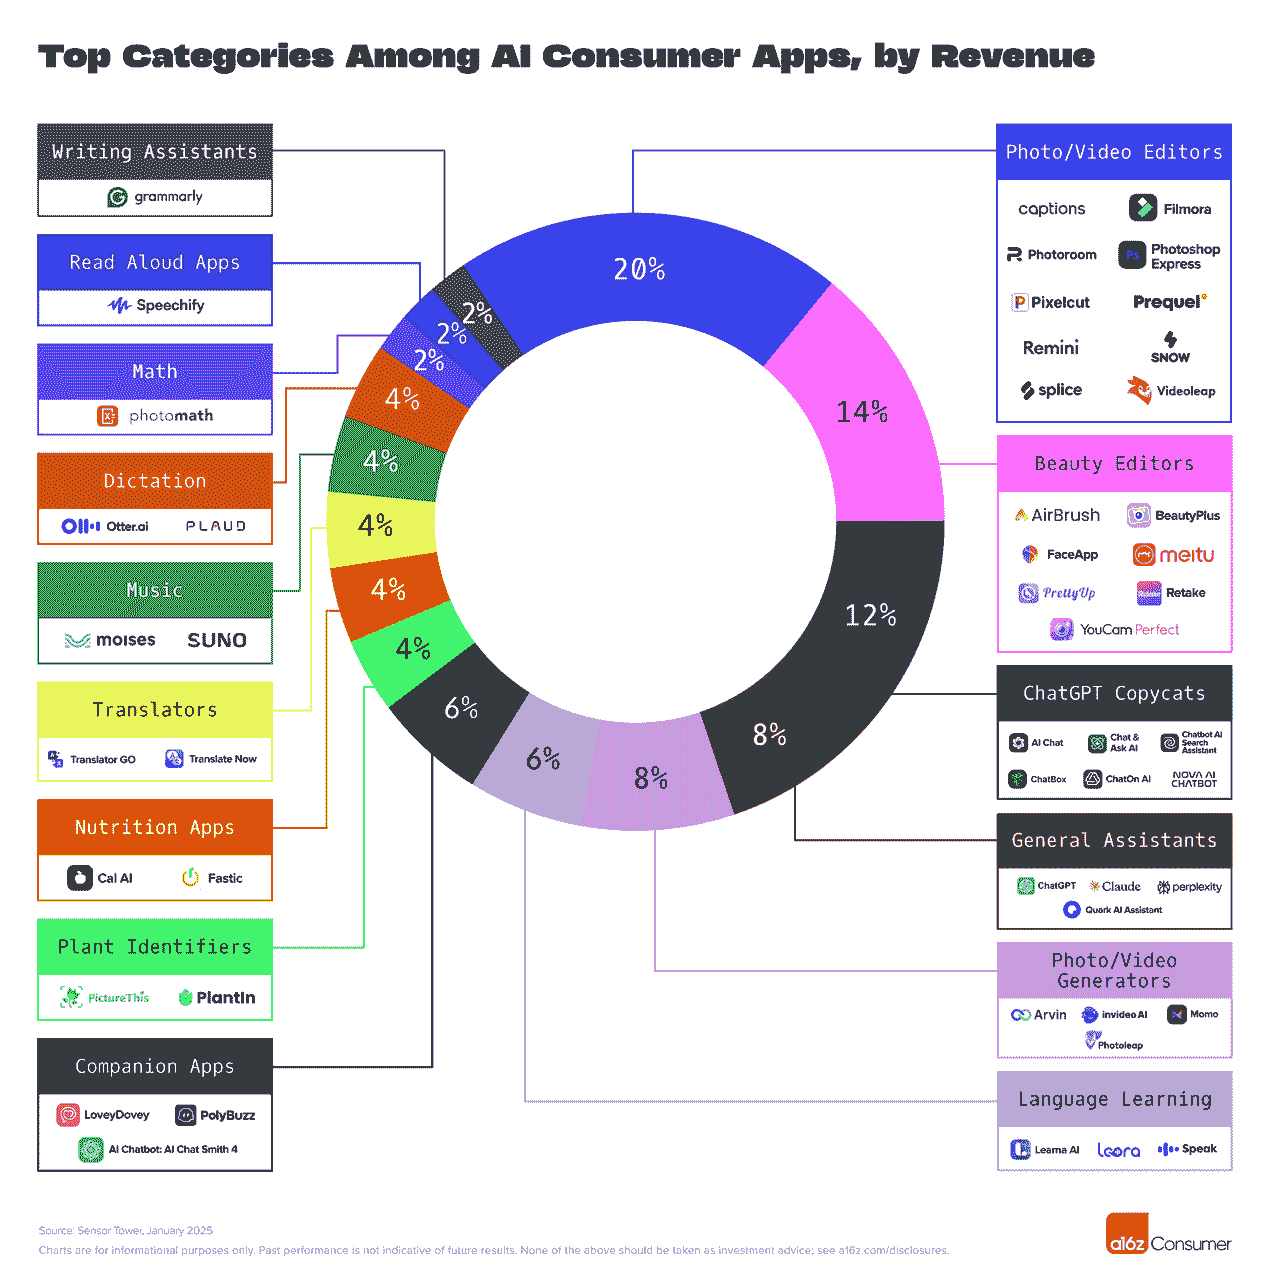 Top Categories Among AI Consumer Apps, by Revenue
Writing Assistants
grammarly
Read Aloud Apps
Speechify
Math
photomath
Dictation
Otter.ai PLAUD
Music
moises SUNO
Translators
Translator GO Translate Now
Nutrition Apps
Cal AI Fastic
Plant Identifiers
PictureThis PlantIn
Companion Apps
LoveyDovey PolyBuzz
AI Chatbot: AI Chat Smith 4
20%
14%
12%
8%
8%
6%
6%
4%
4%
4%
4%
4%
2%
2%
2%
Photo/Video Editors
captions Filmora
Photoroom Ps Photoshop
Express
Pixelcut Prequel
Remini SNOW
splice Videoleap
Beauty Editors
AirBrush BeautyPlus
FaceApp meitu
PrettyUp Retake
YouCam Perfect
ChatGPT Copycats
AI Chat
Chat &
Ask AI
Chatbot AI
Search
Assistant
ChatBox ChatOn AI
NOVA AI
CHATBOT
General Assistants
ChatGPT Claude perplexity
Quark AI Assistant
Photo/Video
Generators
Arvin invideo AI Momo
Photoleap
Language Learning
Learna AI Loora Speak
Source: Sensor Tower, January 2025
Charts are for informational purposes only. Past performance is not indicative of future results. None of the above should be taken as investment advice; see a16z.com/disclosures.
a16z Consumer